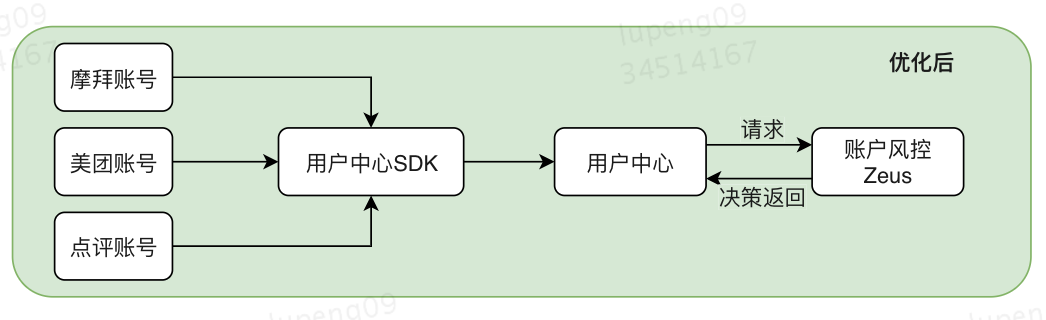 lupeng09
34514167
优化后
摩拜账号
美团账号
点评账号
用户中心SDK
用户中心
请求
决策返回
账户风控
Zeus
lupeng09